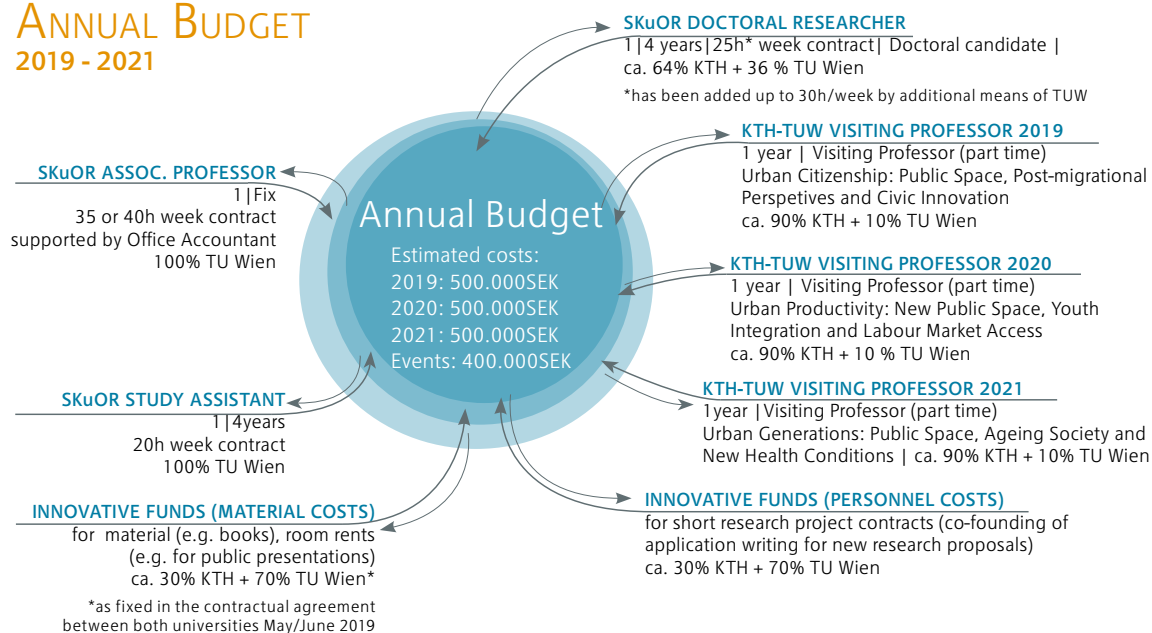 ANNUAL BUDGET
2019 - 2021
SKuOR DOCTORAL RESEARCHER
1|4 years|25h* week contract| Doctoral candidate |
ca. 64% KTH + 36 % TU Wien
*has been added up to 30h/week by additional means of TUW
KTH-TUW VISITING PROFESSOR 2019
1 year | Visiting Professor (part time)
Urban Citizenship: Public Space, Post-migrational
Perspetives and Civic Innovation
ca. 90% KTH + 10% TU Wien
SKuOR ASSOC. PROFESSOR
1|Fix
35 or 40h week contract
supported by Office Accountant
100% TU Wien
Annual Budget
Estimated costs:
2019: 500.000SEK
2020: 500.000SEK
2021: 500.000SEK
Events: 400.000SEK
KTH-TUW VISITING PROFESSOR 2020
1 year | Visiting Professor (part time)
Urban Productivity: New Public Space, Youth
Integration and Labour Market Access
ca. 90% KTH + 10 % TU Wien
KTH-TUW VISITING PROFESSOR 2021
1year |Visiting Professor (part time)
Urban Generations: Public Space, Ageing Society and
New Health Conditions | ca. 90% KTH + 10% TU Wien
SKuOR STUDY ASSISTANT
1|4years
20h week contract
100% TU Wien
INNOVATIVE FUNDS (MATERIAL COSTS)
for material (e.g. books), room rents
(e.g. for public presentations)
ca. 30% KTH + 70% TU Wien*
*as fixed in the contractual agreement
between both universities May/June 2019
INNOVATIVE FUNDS (PERSONNEL COSTS)
for short research project contracts (co-founding of
application writing for new research proposals)
ca. 30% KTH + 70% TU Wien